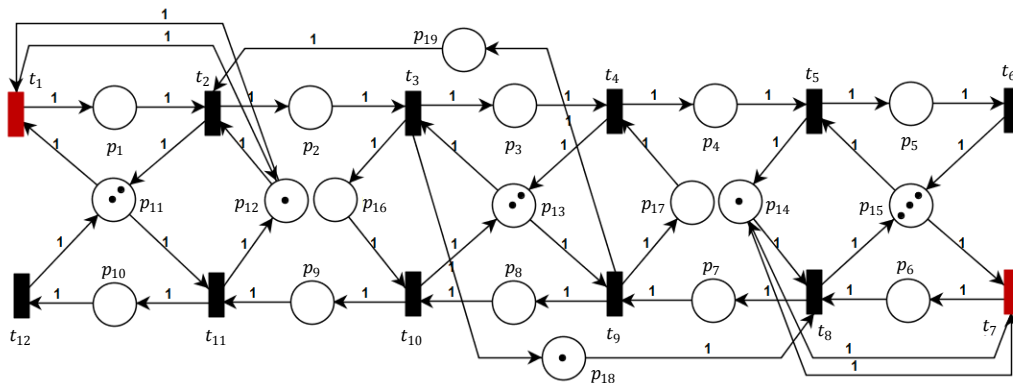 1
1 1 p₁₉
t₁ t₂ t₃ t₄ t₅ t₆
1 1 1 1 1 1 1 1 1 1
1
p₁ p₂ p₃ p₄ p₅
1 1 1 1 1 1 1 1 1 1
p₁₁ p₁₂ p₁₆ p₁₃ p₁₇ p₁₄ p₁₅
1 1 1 1 1 1 1 1 1 1
1
p₁₀ p₉ p₈ p₇ p₆
1 1 1 1 1 1 1 1 1 1
t₁₂ t₁₁ t₁₀ t₉ t₈ t₇
1 1
p₁₈ 1